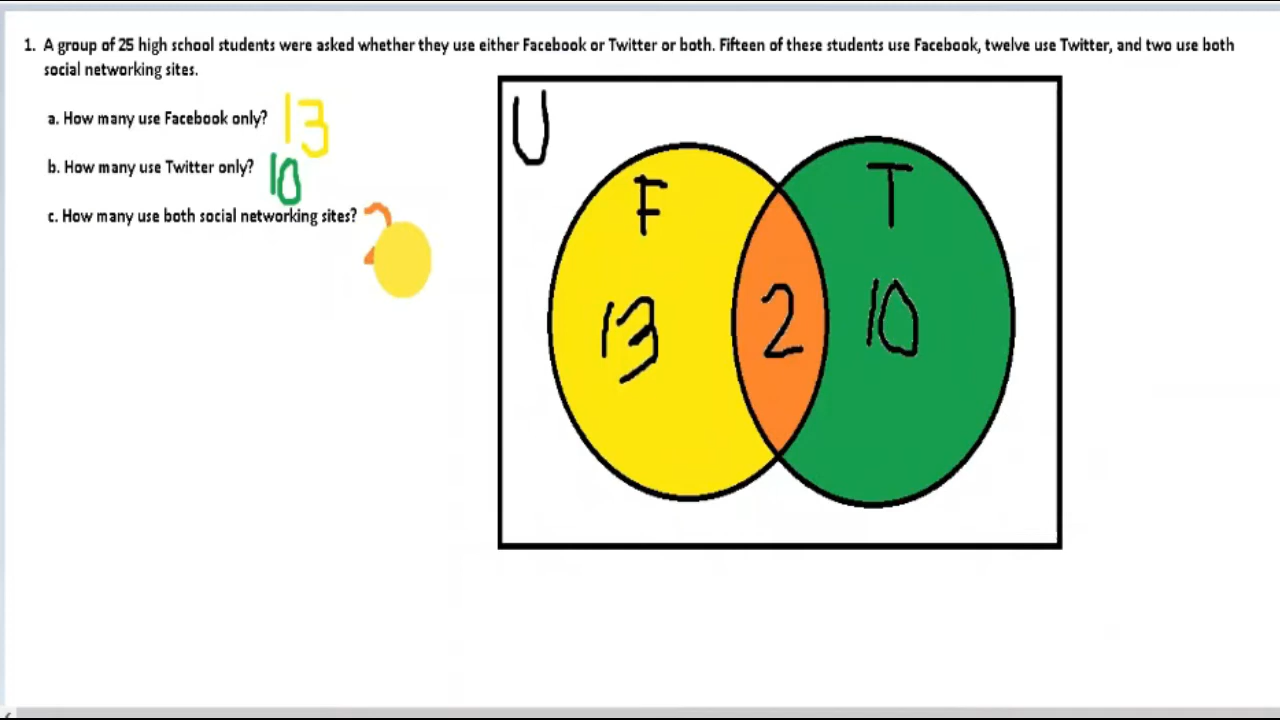 1. A group of 25 high school students were asked whether they use either Facebook or Twitter or both. Fifteen of these students use Facebook, twelve use Twitter, and two use both
social networking sites.
a. How many use Facebook only? 13
b. How many use Twitter only? 10
c. How many use both social networking sites? 2
U
F T
13 2 10